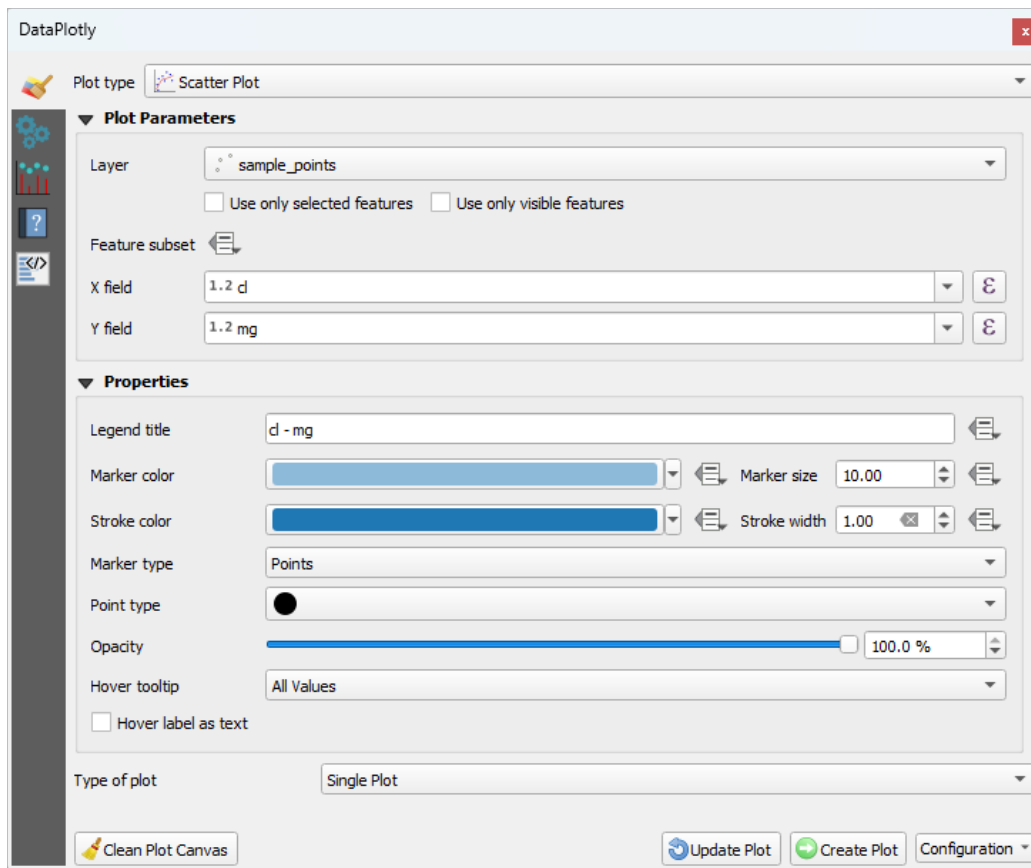 DataPlotly
x
Plot type Scatter Plot
Plot Parameters
Layer sample_points
Use only selected features Use only visible features
Feature subset
X field 1.2 cl ε
Y field 1.2 mg ε
Properties
Legend title cl - mg
Marker color Marker size 10.00
Stroke color Stroke width 1.00
Marker type Points
Point type
Opacity 100.0 %
Hover tooltip All Values
Hover label as text
Type of plot Single Plot
Clean Plot Canvas Update Plot Create Plot Configuration
?
</>